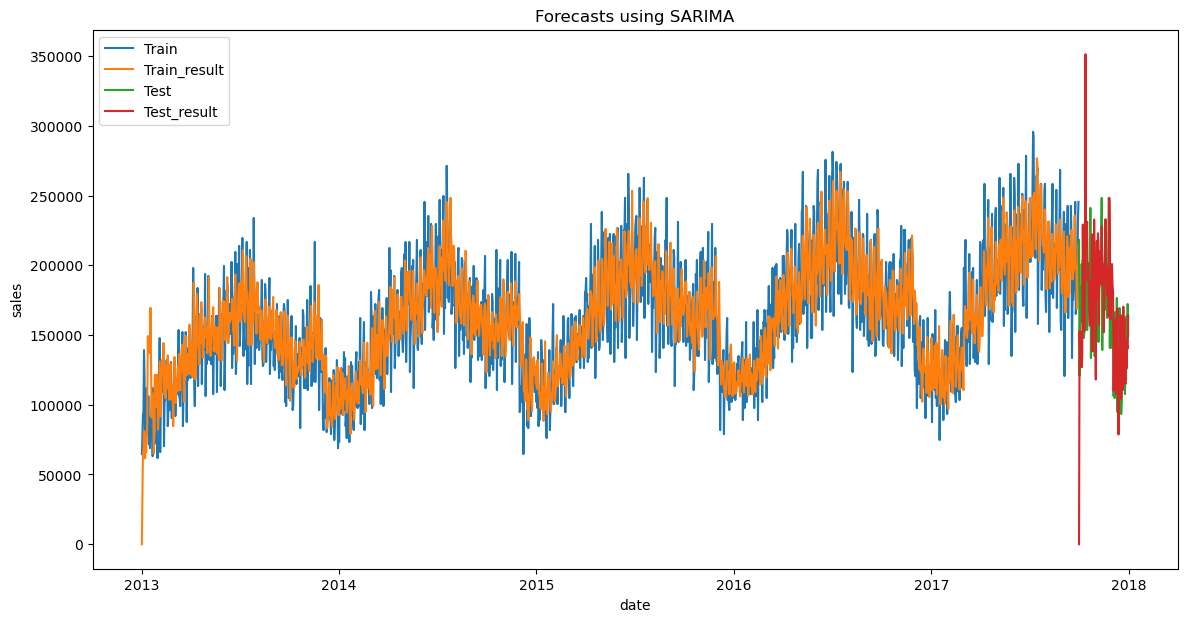 Forecasts using SARIMA
Train
Train_result
Test
Test_result
350000
300000
250000
200000
150000
100000
50000
0
sales
2013 2014 2015 2016 2017 2018
date